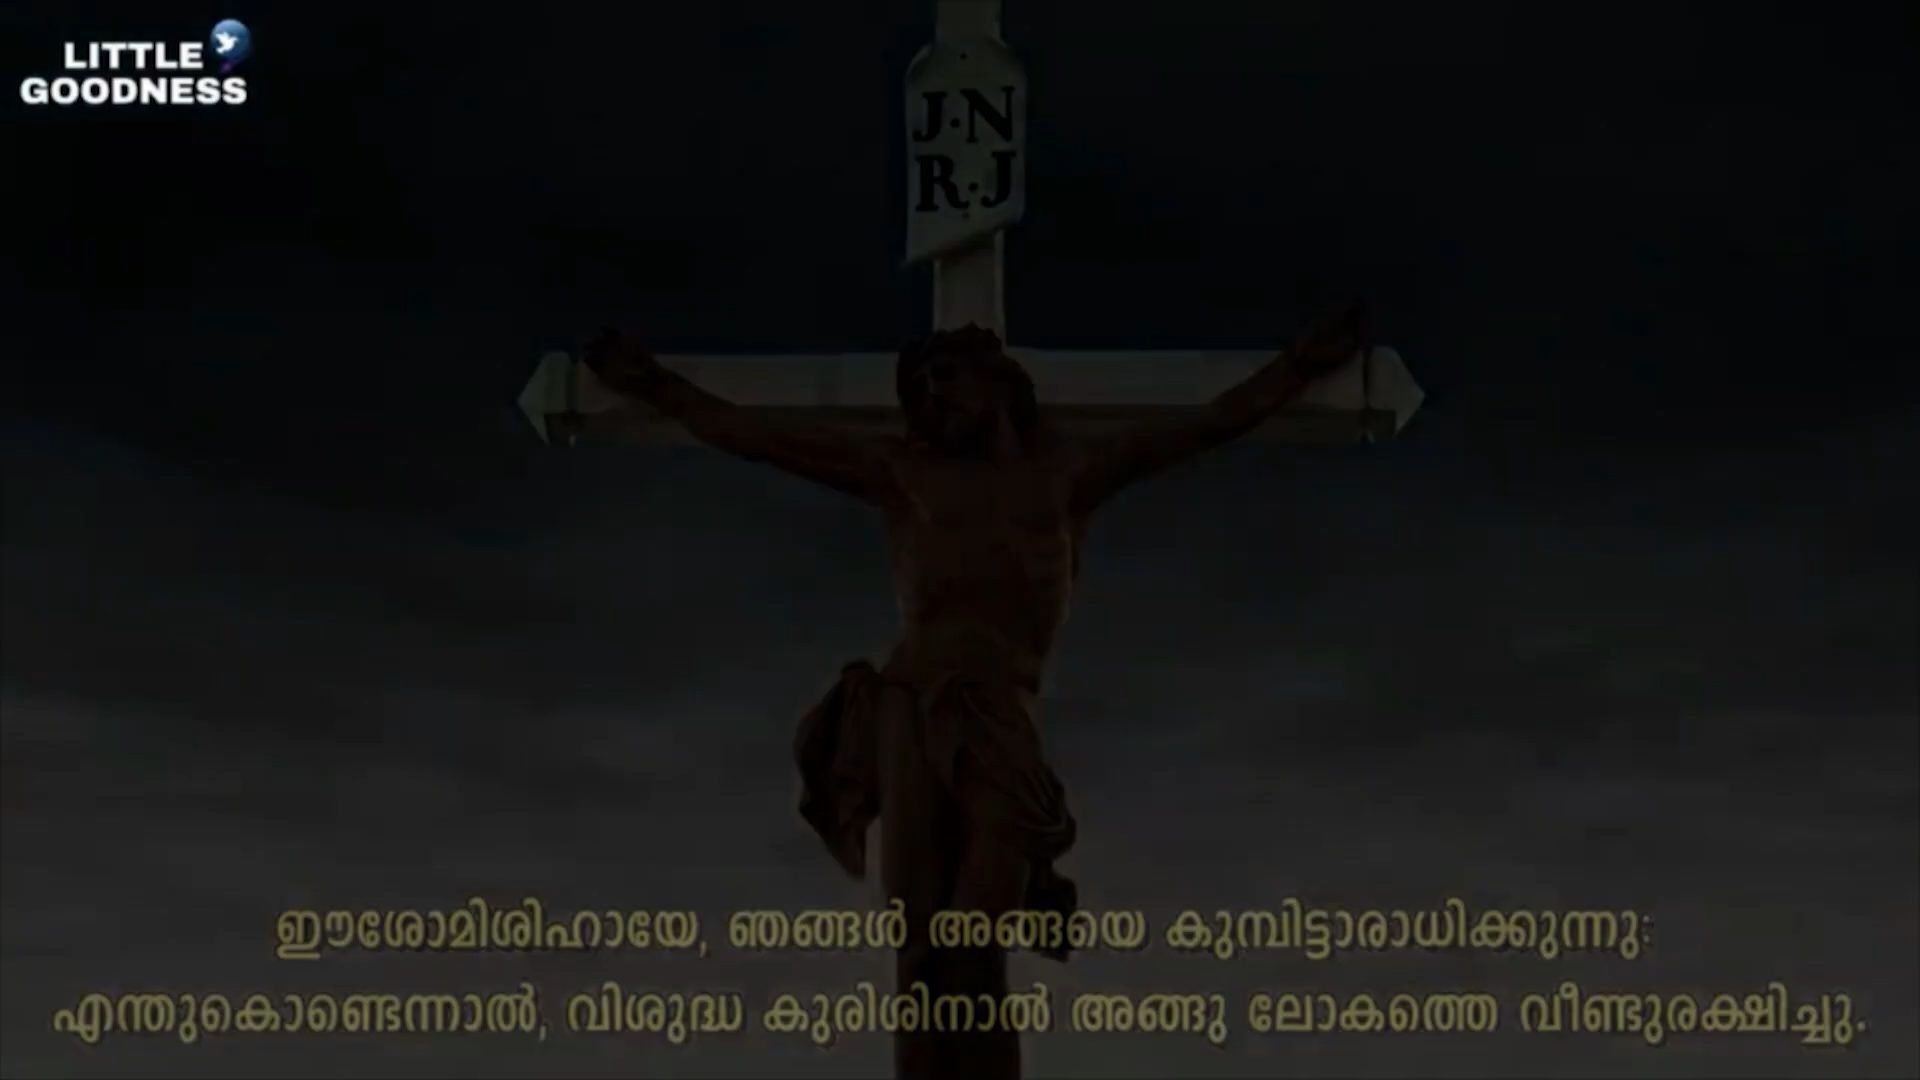 LITTLE
GOODNESS
J·N
R·J
ഈശോമിശിഹായേ, ഞങ്ങൾ അങ്ങയെ കുമ്പിട്ടാരാധിക്കുന്നു:
എന്തുകൊണ്ടെന്നാൽ, വിശുദ്ധ കുരിശിനാൽ അങ്ങു ലോകത്തെ വീണ്ടുരക്ഷിച്ചു.